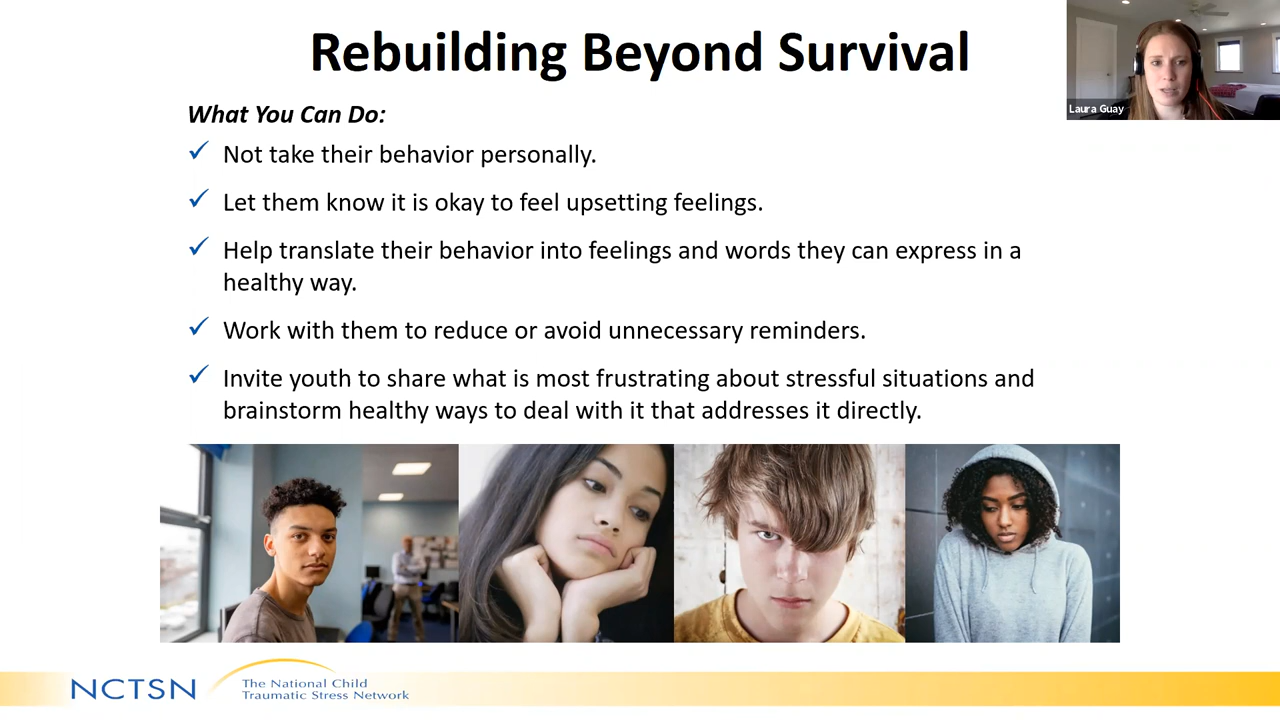 Rebuilding Beyond Survival
Laura Guay
What You Can Do:
✓ Not take their behavior personally.
✓ Let them know it is okay to feel upsetting feelings.
✓ Help translate their behavior into feelings and words they can express in a
healthy way.
✓ Work with them to reduce or avoid unnecessary reminders.
✓ Invite youth to share what is most frustrating about stressful situations and
brainstorm healthy ways to deal with it that addresses it directly.
NCTSN
The National Child
Traumatic Stress Network